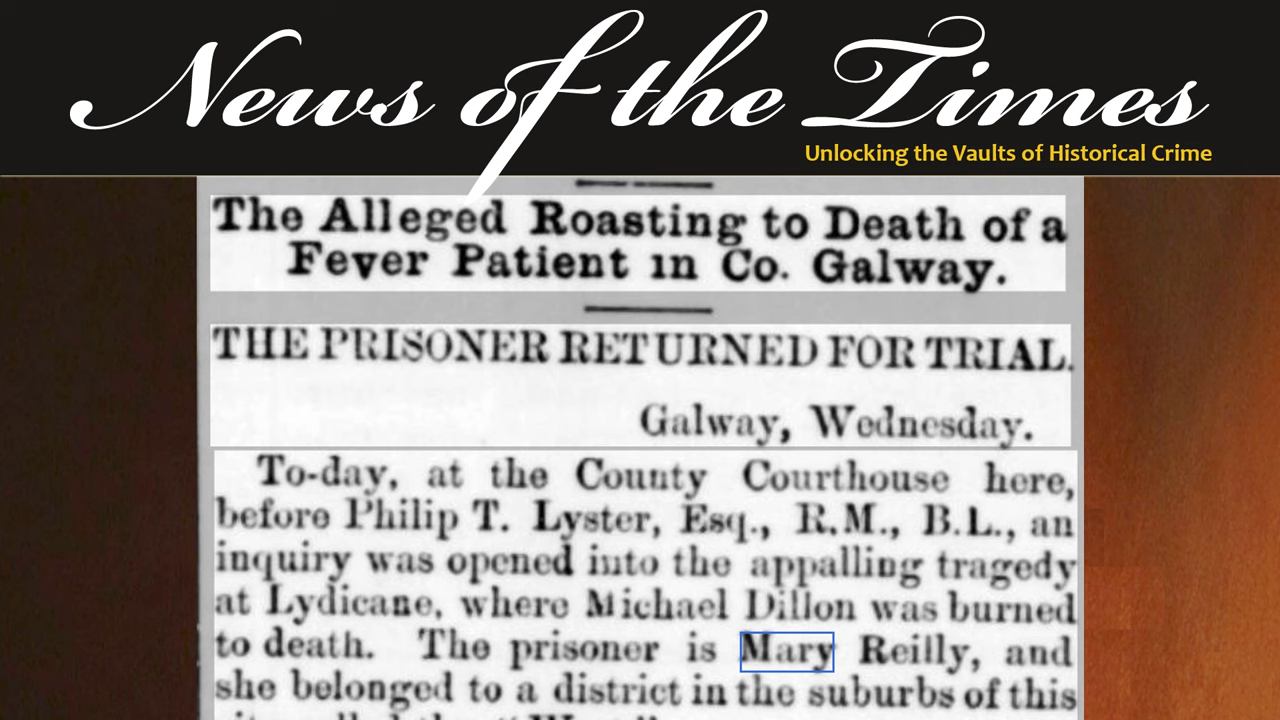 News of the Times
Unlocking the Vaults of Historical Crime
The Alleged Roasting to Death of a
Fever Patient in Co. Galway.
THE PRISONER RETURNED FOR TRIAL.
Galway, Wednesday.
To-day, at the County Courthouse here,
before Philip T. Lyster, Esq., R.M., B.L., an
inquiry was opened into the appalling tragedy
at Lydicane, where Michael Dillon was burned
to death. The prisoner is Mary Reilly, and
she belonged to a district in the suburbs of this